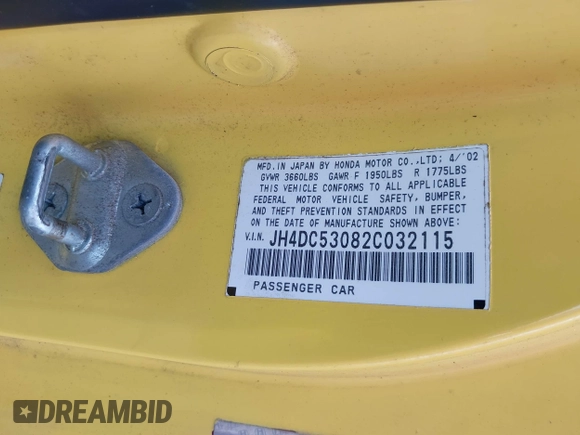 MFD. IN JAPAN BY HONDA MOTOR CO.,LTD; 4/'02
GVWR 3660LBS GAWR F 1950LBS R 1775LBS
THIS VEHICLE CONFORMS TO ALL APPLICABLE
FEDERAL MOTOR VEHICLE SAFETY, BUMPER,
AND THEFT PREVENTION STANDARDS IN EFFECT
ON THE DATE OF MANUFACTURE SHOWN ABOVE:
V.I.N. JH4DC53082C032115
PASSENGER CAR
DREAMBID